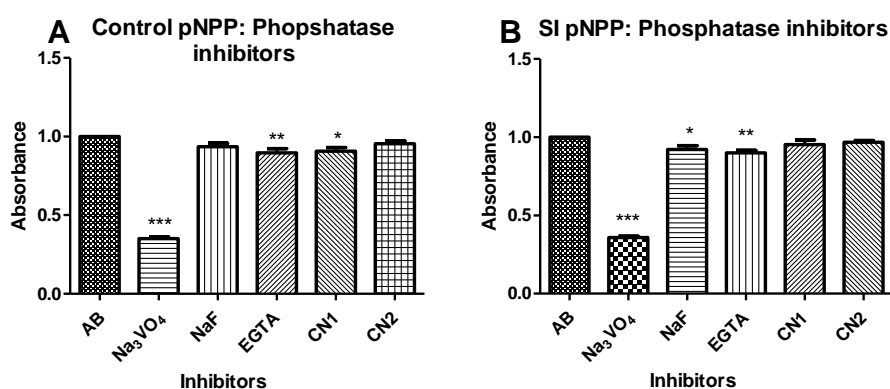 A
Control pNPP: Phopshatase
inhibitors
1.5
1.0
0.5
0.0
Absorbance
***
**
*
AB
Na₃VO₄
NaF
EGTA
CN1
CN2
Inhibitors
B
SI pNPP: Phosphatase inhibitors
1.5
1.0
0.5
0.0
Absorbance
***
*
**
AB
Na₃VO₄
NaF
EGTA
CN1
CN2
Inhibitors